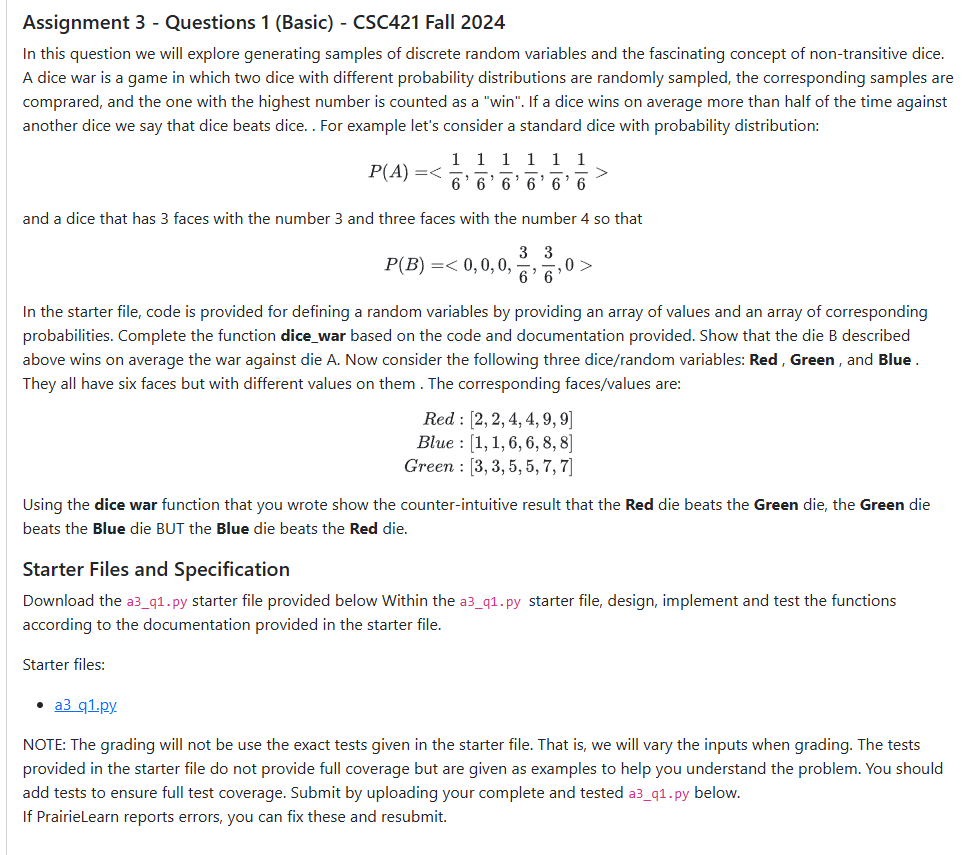 Assignment 3 - Questions 1 (Basic) - CSC421 Fall 2024
In this question we will explore generating samples of discrete random variables and the fascinating concept of non-transitive dice.
A dice war is a game in which two dice with different probability distributions are randomly sampled, the corresponding samples are
comprared, and the one with the highest number is counted as a "win". If a dice wins on average more than half of the time against
another dice we say that dice beats dice. . For example let's consider a standard dice with probability distribution:
P(A) =< 1/6, 1/6, 1/6, 1/6, 1/6, 1/6 >
and a dice that has 3 faces with the number 3 and three faces with the number 4 so that
P(B) =< 0, 0, 0, 3/6, 3/6, 0 >
In the starter file, code is provided for defining a random variables by providing an array of values and an array of corresponding
probabilities. Complete the function dice_war based on the code and documentation provided. Show that the die B described
above wins on average the war against die A. Now consider the following three dice/random variables: Red , Green , and Blue .
They all have six faces but with different values on them . The corresponding faces/values are:
Red : [2, 2, 4, 4, 9, 9]
Blue : [1, 1, 6, 6, 8, 8]
Green : [3, 3, 5, 5, 7, 7]
Using the dice war function that you wrote show the counter-intuitive result that the Red die beats the Green die, the Green die
beats the Blue die BUT the Blue die beats the Red die.
Starter Files and Specification
Download the a3_q1.py starter file provided below Within the a3_q1.py starter file, design, implement and test the functions
according to the documentation provided in the starter file.
Starter files:
• a3_q1.py
NOTE: The grading will not be use the exact tests given in the starter file. That is, we will vary the inputs when grading. The tests
provided in the starter file do not provide full coverage but are given as examples to help you understand the problem. You should
add tests to ensure full test coverage. Submit by uploading your complete and tested a3_q1.py below.
If PrairieLearn reports errors, you can fix these and resubmit.